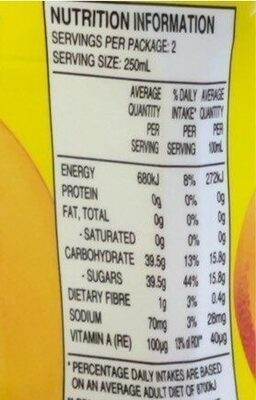 NUTRITION INFORMATION
SERVINGS PER PACKAGE: 2
SERVING SIZE: 250mL
AVERAGE % DAILY AVERAGE
QUANTITY INTAKE* QUANTITY
PER PER PER
SERVING SERVING 100mL
ENERGY 680kJ 8% 272kJ
PROTEIN 0g 0% 0g
FAT, TOTAL 0g 0% 0g
- SATURATED 0g 0% 0g
CARBOHYDRATE 39.5g 13% 15.8g
- SUGARS 39.5g 44% 15.8g
DIETARY FIBRE 1g 3% 0.4g
SODIUM 70mg 3% 28mg
VITAMIN A (RE) 100µg 13% RDI** 40µg
* PERCENTAGE DAILY INTAKES ARE BASED
ON AN AVERAGE ADULT DIET OF 8700kJ